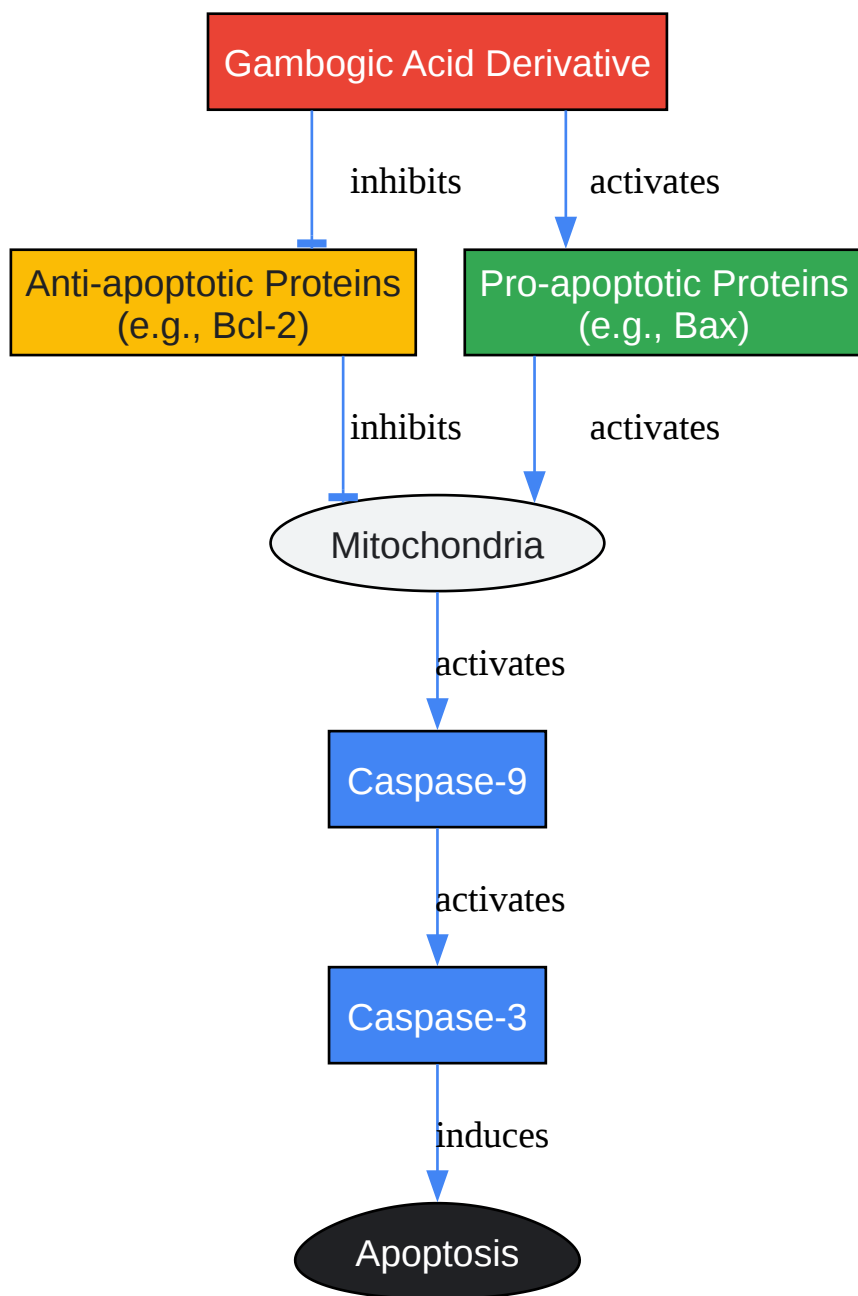 Gambogic Acid Derivative
inhibits
activates
Anti-apoptotic Proteins
(e.g., Bcl-2)
Pro-apoptotic Proteins
(e.g., Bax)
inhibits
activates
Mitochondria
activates
Caspase-9
activates
Caspase-3
induces
Apoptosis